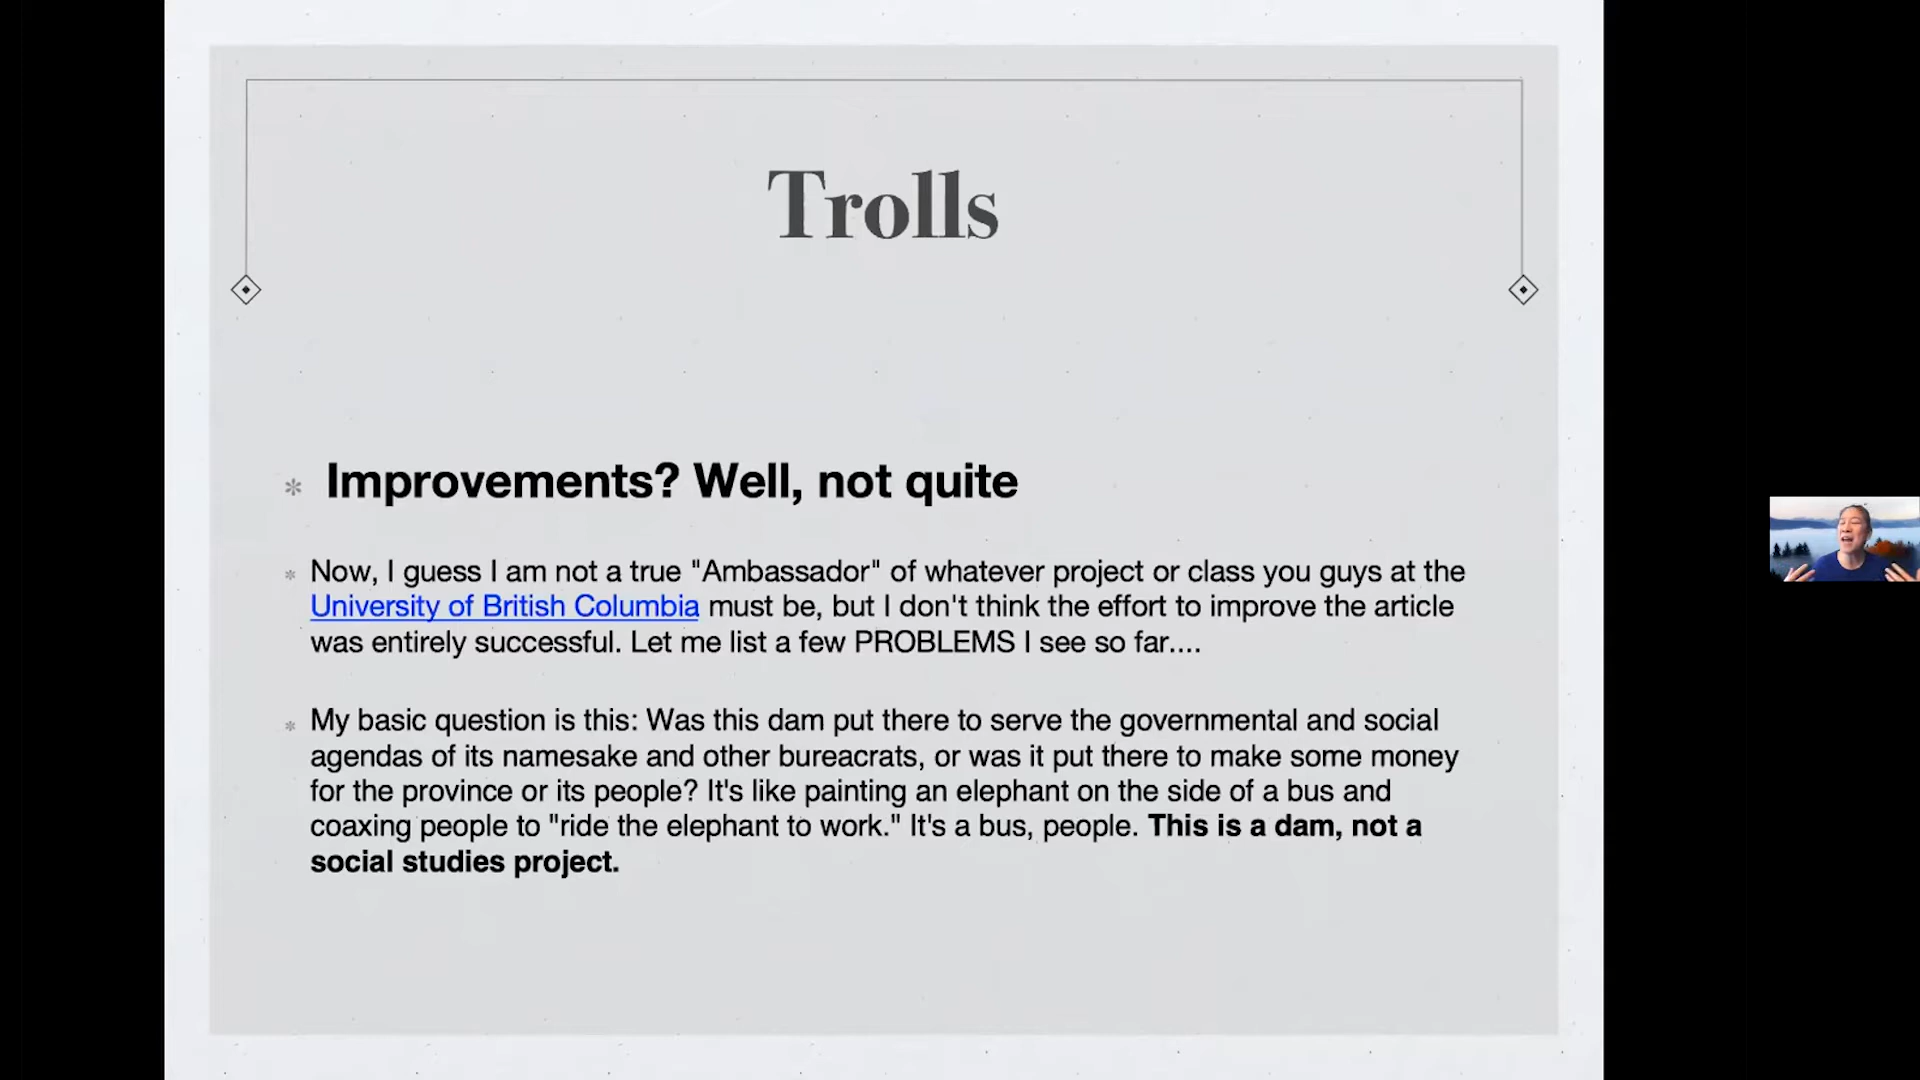 Trolls
Improvements? Well, not quite
Now, I guess I am not a true "Ambassador" of whatever project or class you guys at the
University of British Columbia must be, but I don't think the effort to improve the article
was entirely successful. Let me list a few PROBLEMS I see so far....
My basic question is this: Was this dam put there to serve the governmental and social
agendas of its namesake and other bureacrats, or was it put there to make some money
for the province or its people? It's like painting an elephant on the side of a bus and
coaxing people to "ride the elephant to work." It's a bus, people. This is a dam, not a
social studies project.